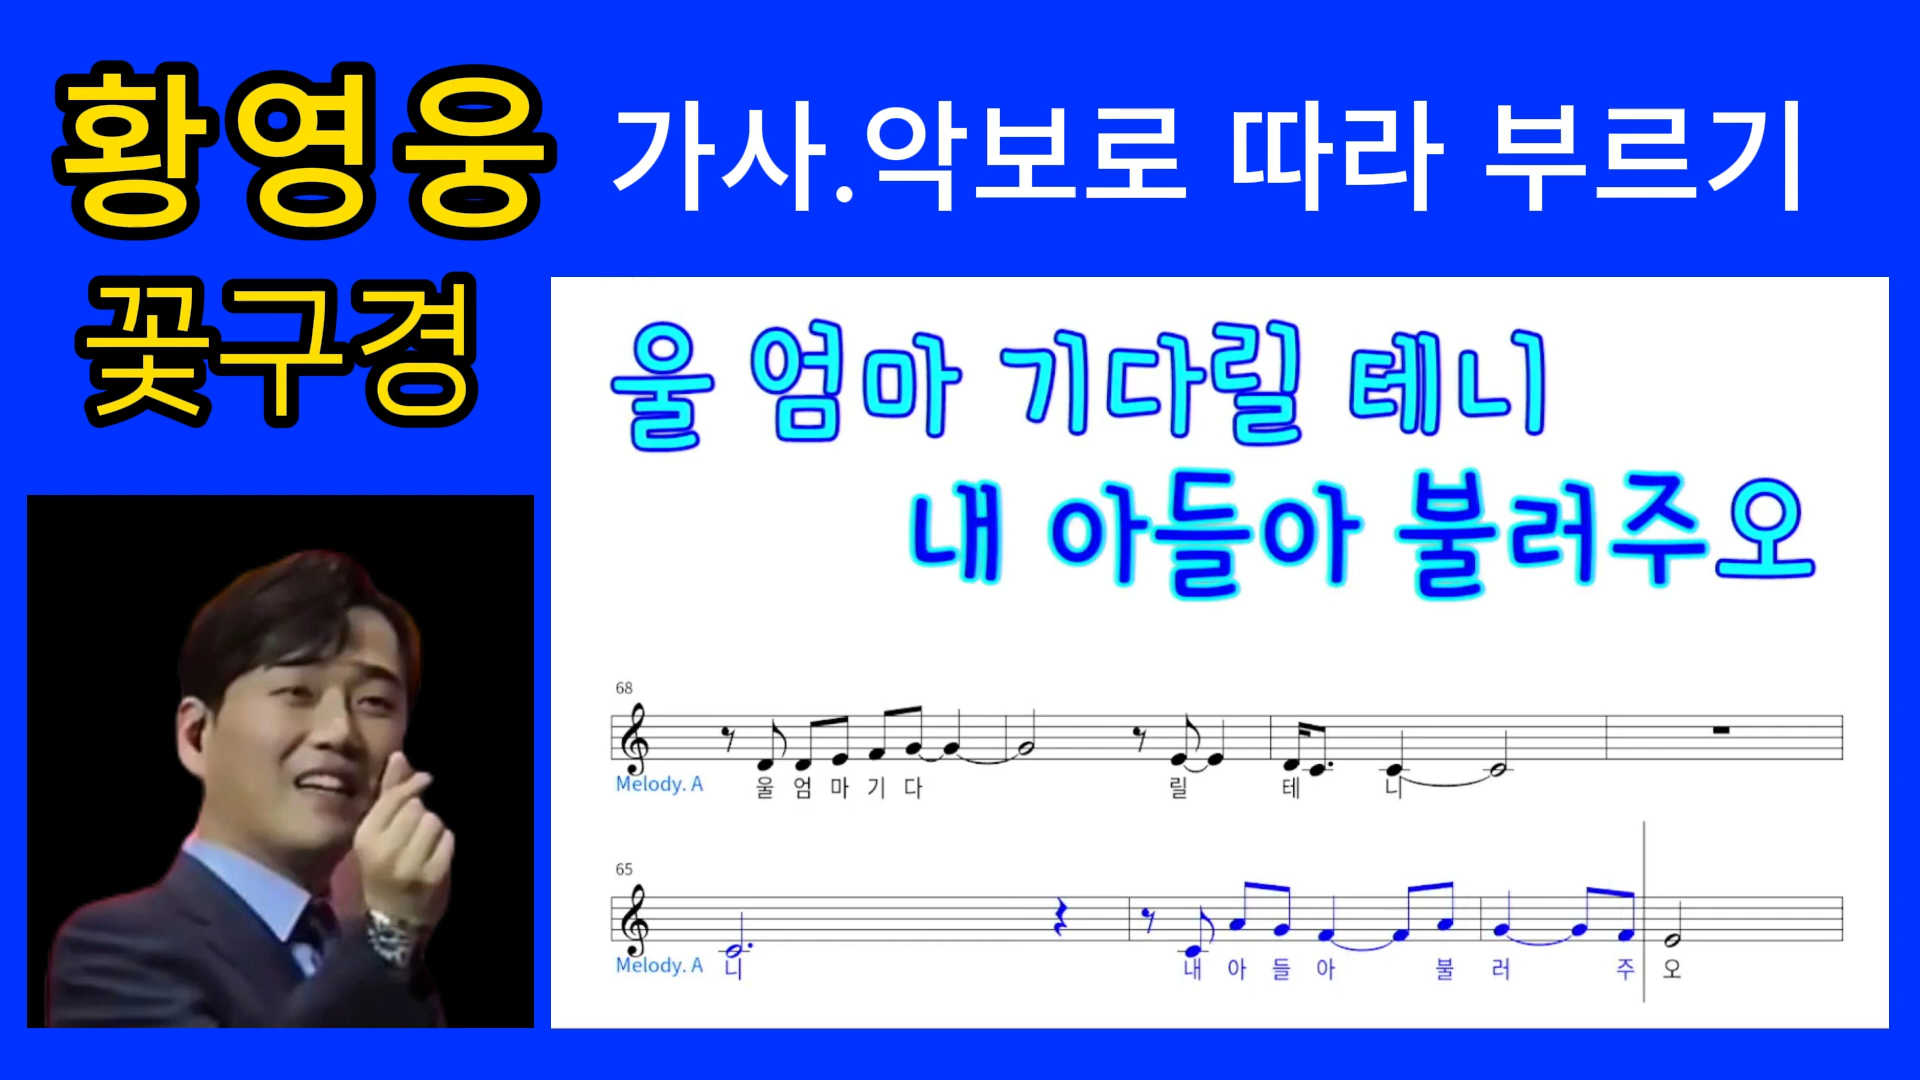 황영웅 가사.악보로 따라 부르기
꽃구경
울 엄마 기다릴 테니
내 아들아 불러주오
68
Melody. A 울 엄 마 기 다 릴 테 니
65
Melody. A 니 내 아 들 아 불 러 주 오